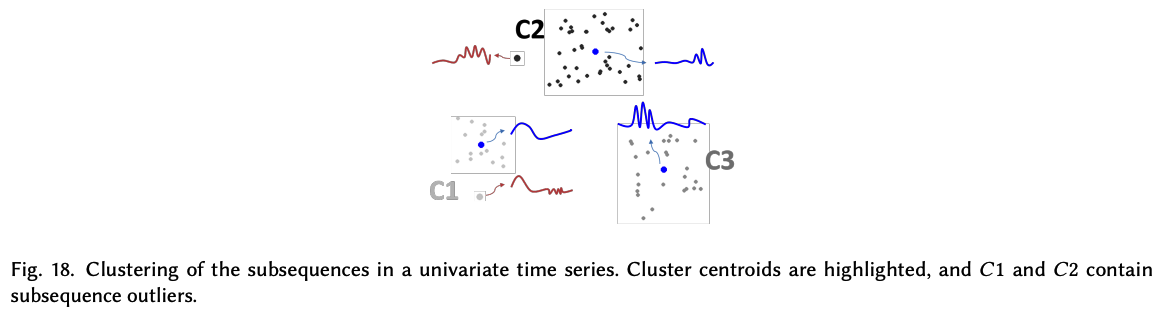 C2
C1
C3
Fig. 18. Clustering of the subsequences in a univariate time series. Cluster centroids are highlighted, and C1 and C2 contain
subsequence outliers.